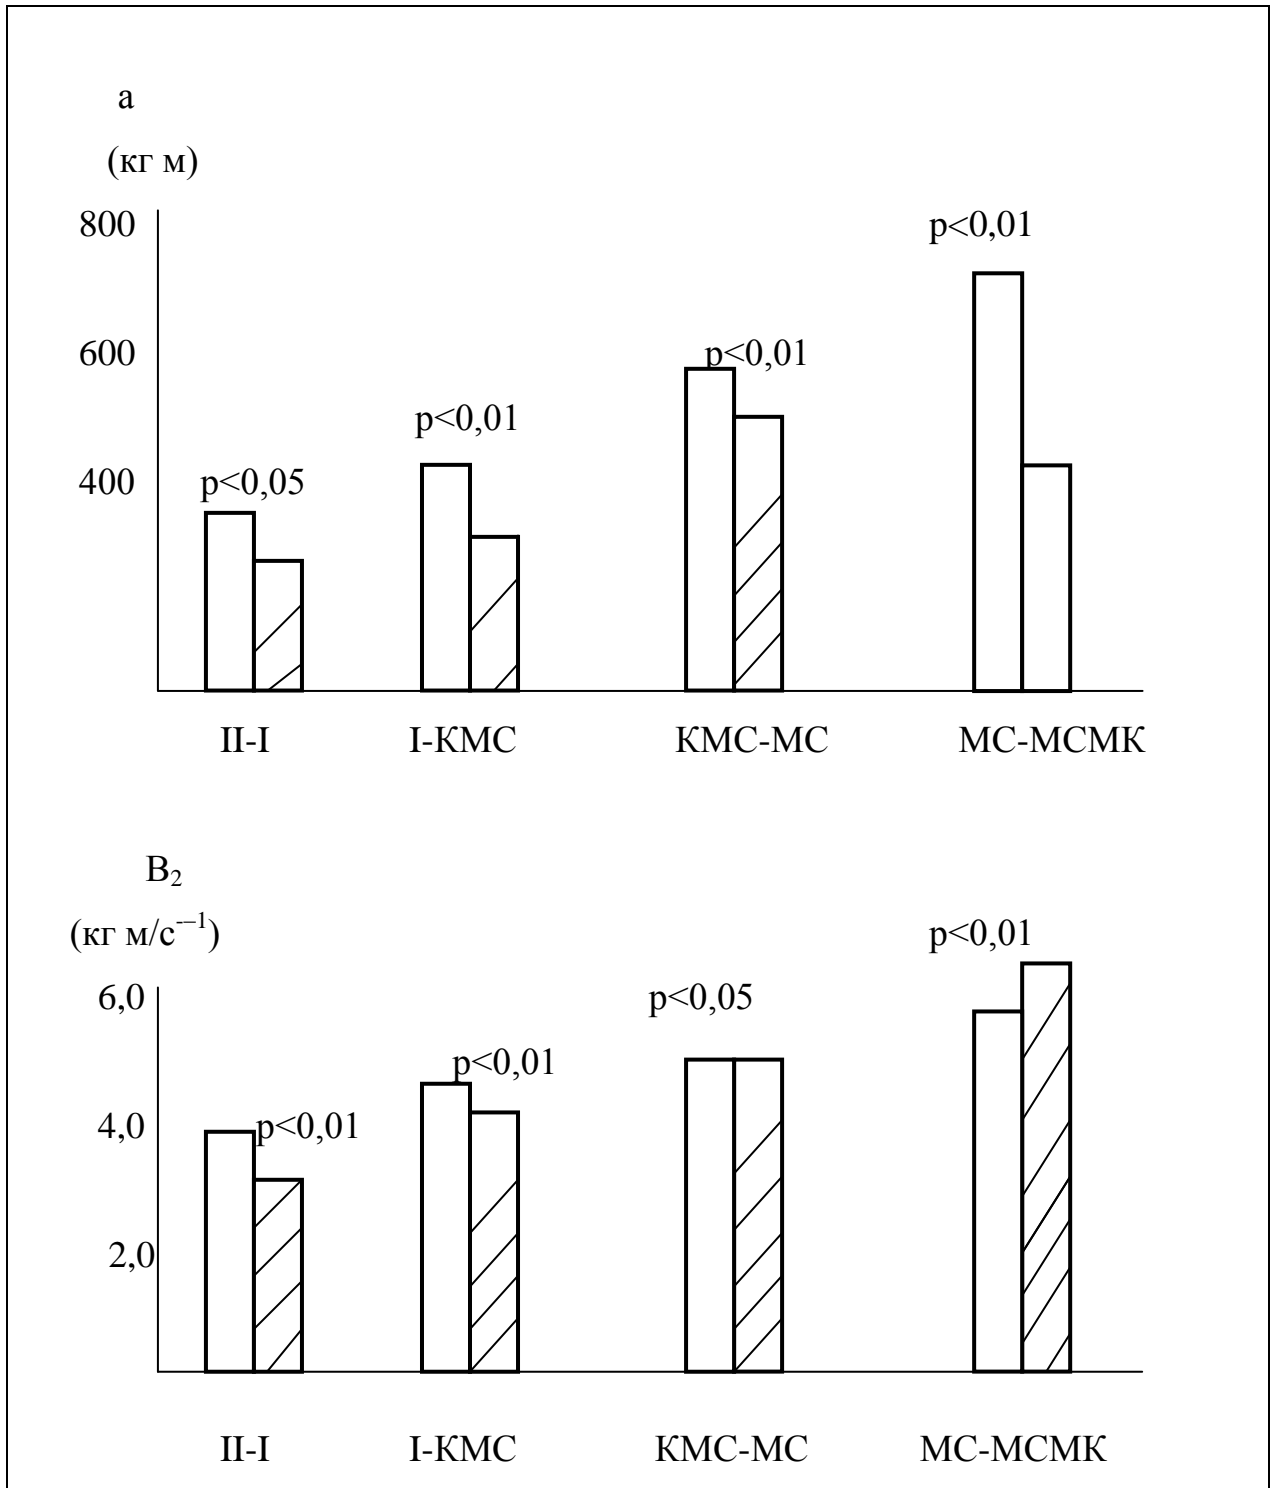 а
(кг м)
800
p<0,01
600
p<0,01
p<0,01
400
p<0,05
II-I I-КМС КМС-МС МС-МСМК
В₂
(кг м/с⁻–¹)
p<0,01
6,0
p<0,05
p<0,01
4,0
p<0,01
2,0
II-I I-КМС КМС-МС МС-МСМК